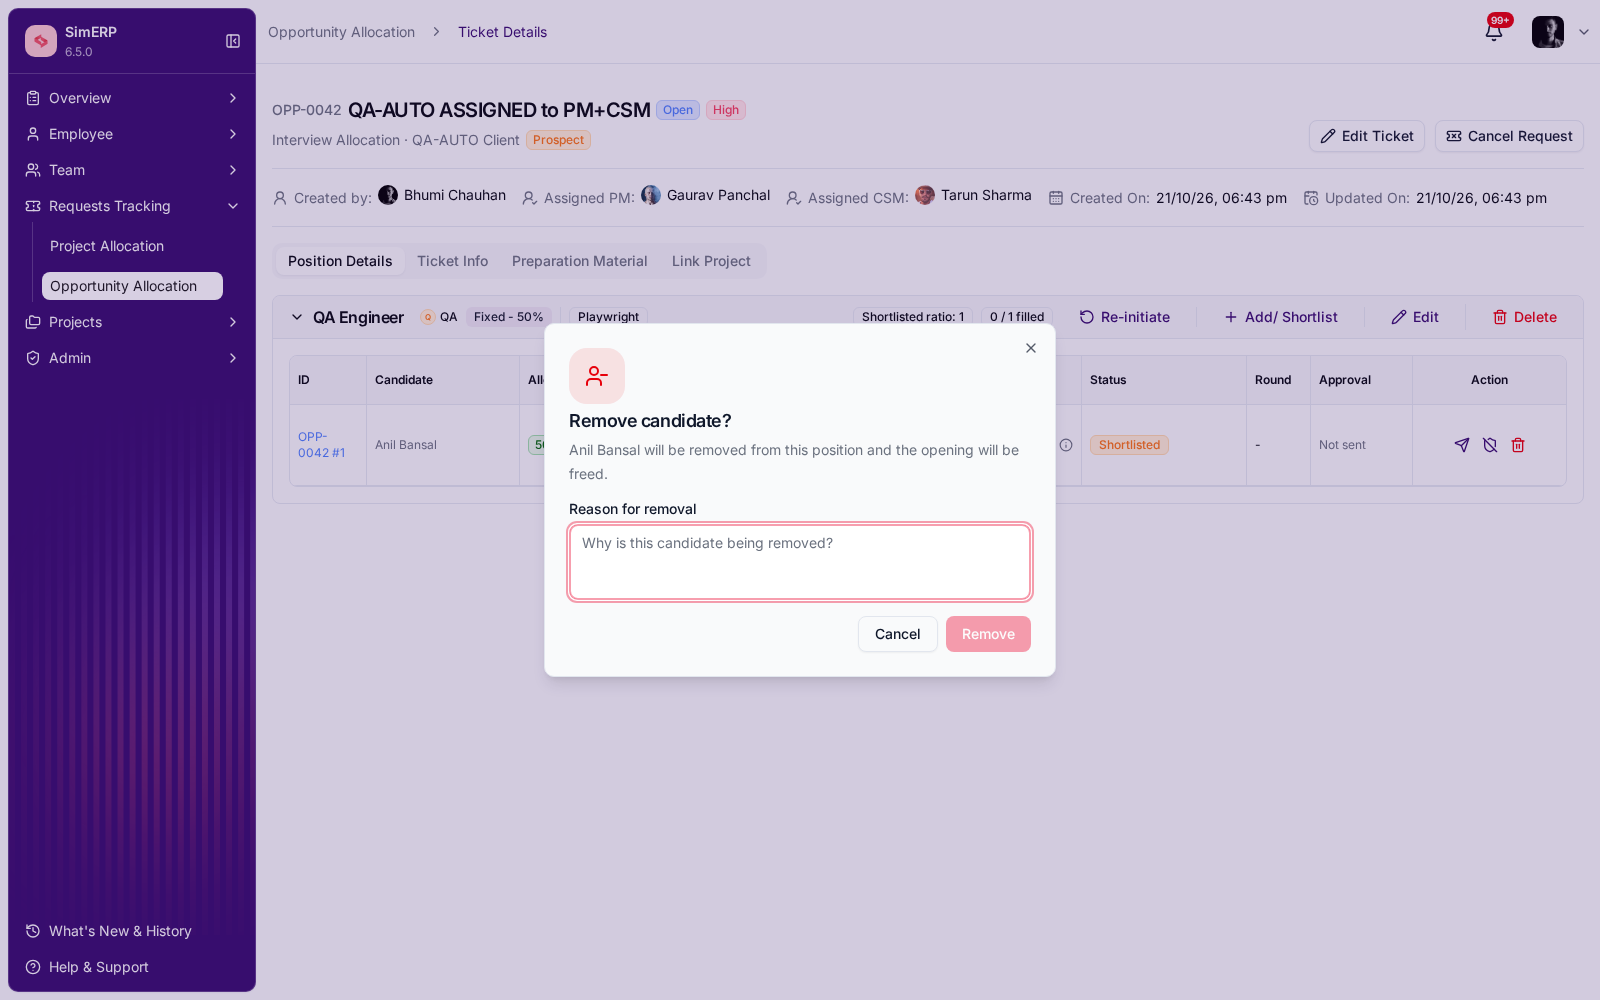 SimERP
6.5.0
Overview
Employee
Team
Requests Tracking
Project Allocation
Opportunity Allocation
Projects
Admin
What's New & History
Help & Support
Opportunity Allocation > Ticket Details
99+
OPP-0042 QA-AUTO ASSIGNED to PM+CSM Open High
Interview Allocation · QA-AUTO Client Prospect
Edit Ticket Cancel Request
Created by: Bhumi Chauhan Assigned PM: Gaurav Panchal Assigned CSM: Tarun Sharma Created On: 21/10/26, 06:43 pm Updated On: 21/10/26, 06:43 pm
Position Details Ticket Info Preparation Material Link Project
QA Engineer Q QA Fixed - 50% Playwright Shortlisted ratio: 1 0 / 1 filled Re-initiate Add/ Shortlist Edit Delete
ID Candidate Status Round Approval Action
OPP-
0042 #1 Anil Bansal Shortlisted - Not sent
Remove candidate?
Anil Bansal will be removed from this position and the opening will be
freed.
Reason for removal
Why is this candidate being removed?
Cancel Remove